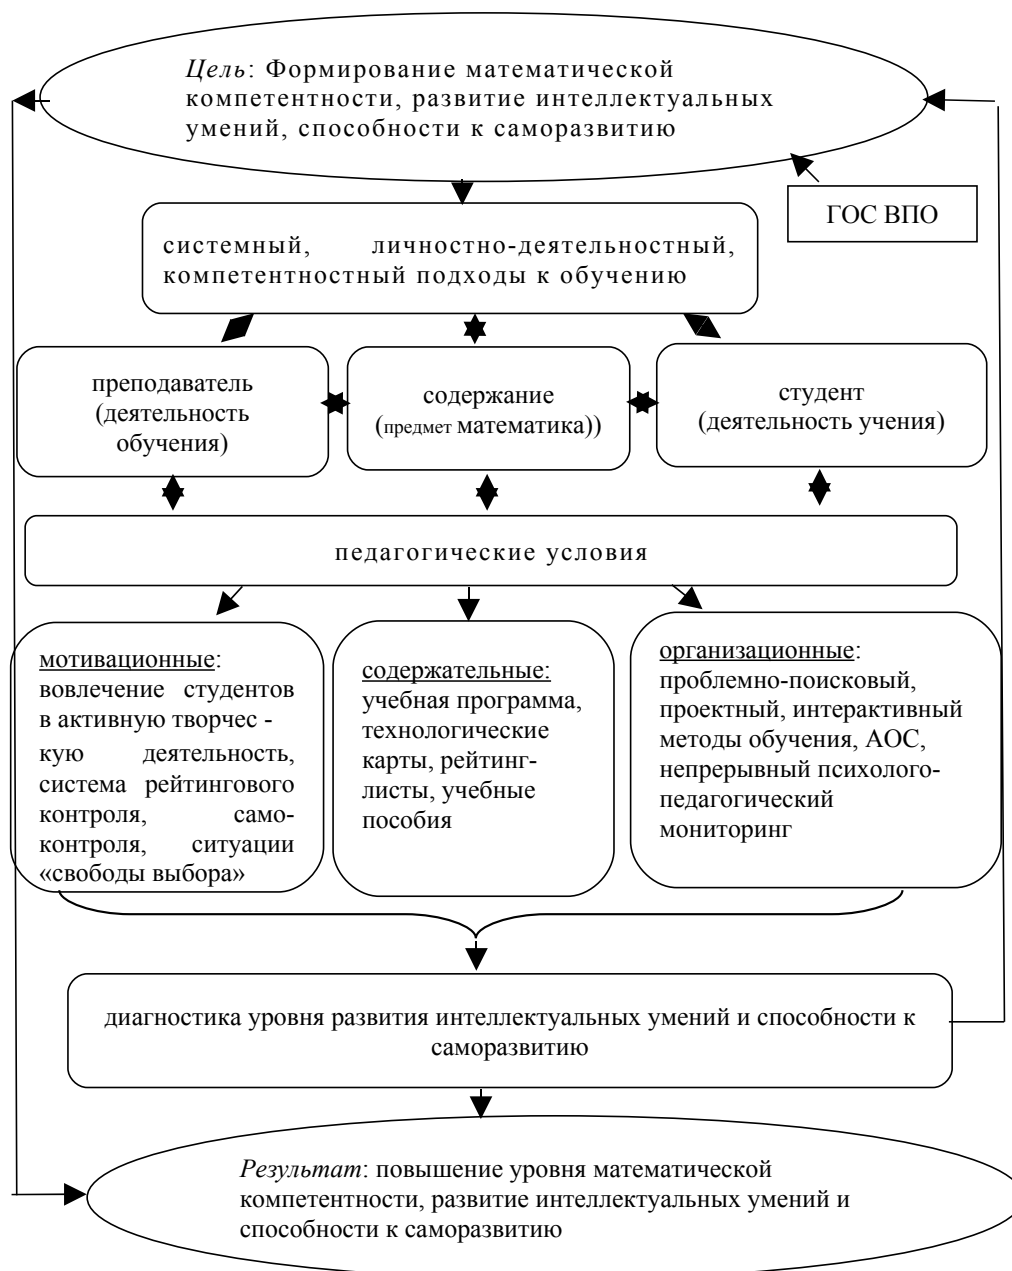 Цель: Формирование математической
компетентности, развитие интеллектуальных
умений, способности к саморазвитию
ГОС ВПО
системный, личностно-деятельностный,
компетентностный подходы к обучению
преподаватель
(деятельность
обучения)
содержание
(предмет математика))
студент
(деятельность учения)
педагогические условия
мотивационные:
вовлечение студентов
в активную творчес -
кую деятельность,
система рейтингового
контроля, само-
контроля, ситуации
«свободы выбора»
содержательные:
учебная программа,
технологические
карты, рейтинг-
листы, учебные
пособия
организационные:
проблемно-поисковый,
проектный, интерактивный
методы обучения, АОС,
непрерывный психолого-
педагогический
мониторинг
диагностика уровня развития интеллектуальных умений и способности к
саморазвитию
Результат: повышение уровня математической
компетентности, развитие интеллектуальных умений и
способности к саморазвитию